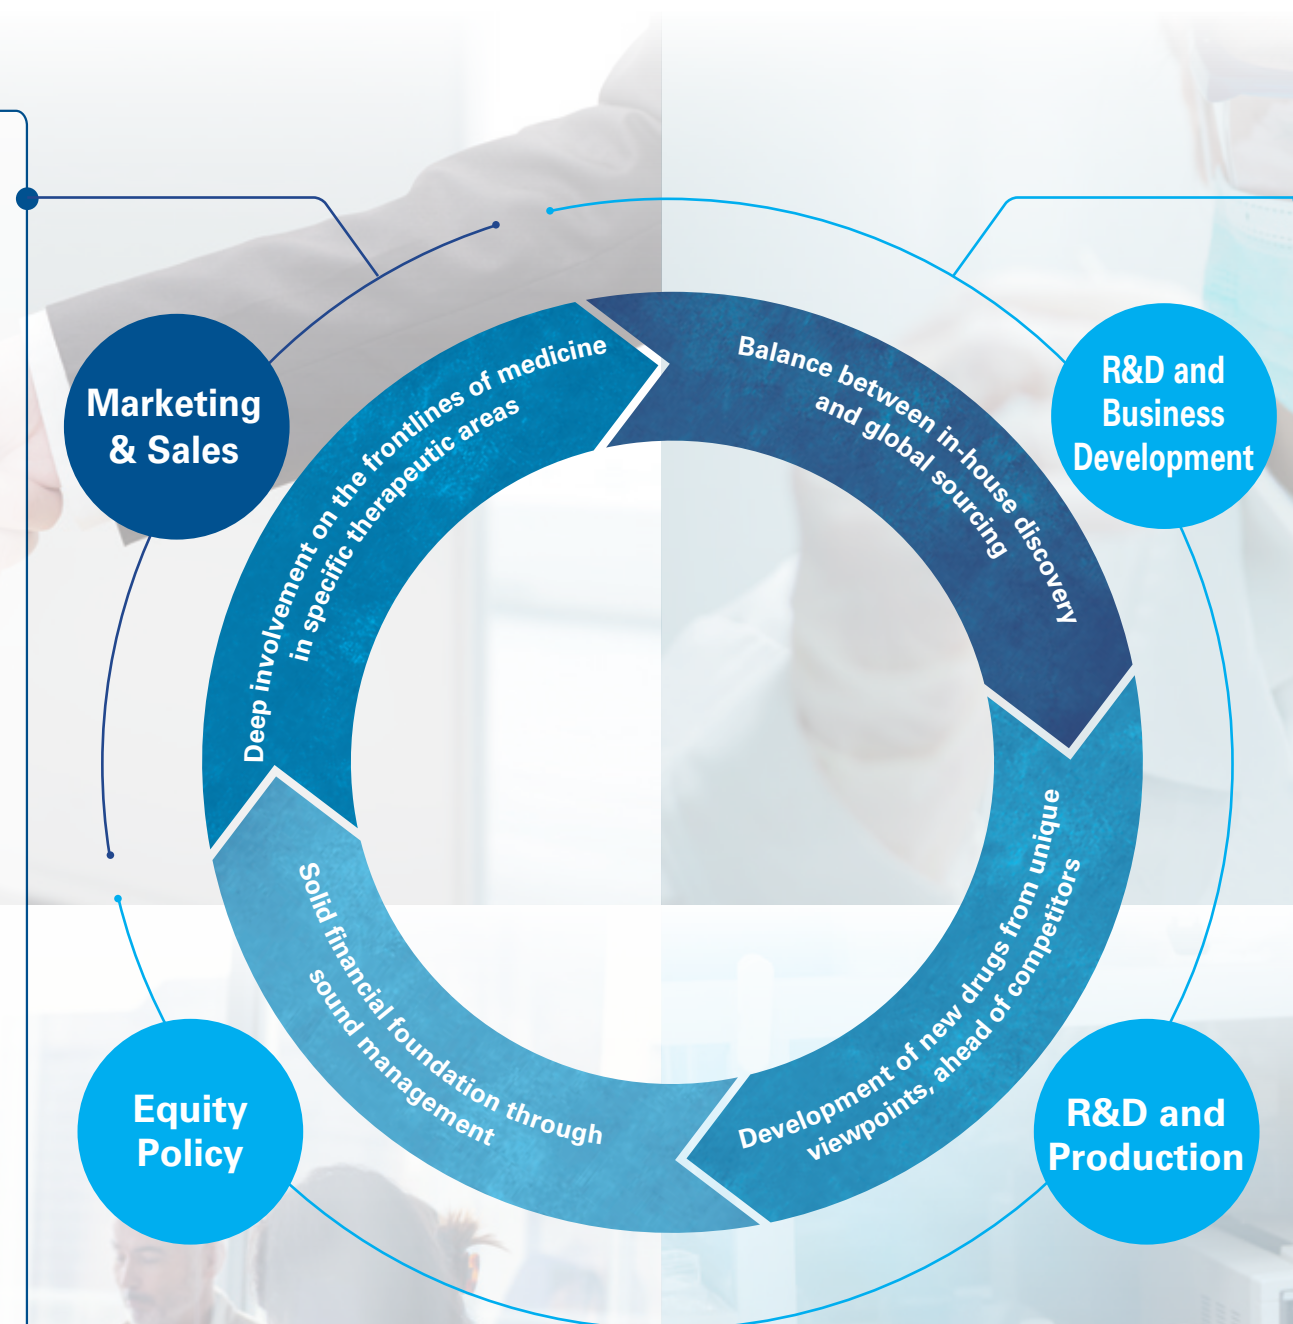 Marketing
& Sales
Deep involvement on the frontlines of medicine
in specific therapeutic areas
Balance between in-house discovery
and global sourcing
R&D and
Business
Development
Development of new drugs from unique
viewpoints, ahead of competitors
R&D and
Production
Solid financial foundation through
sound management
Equity
Policy